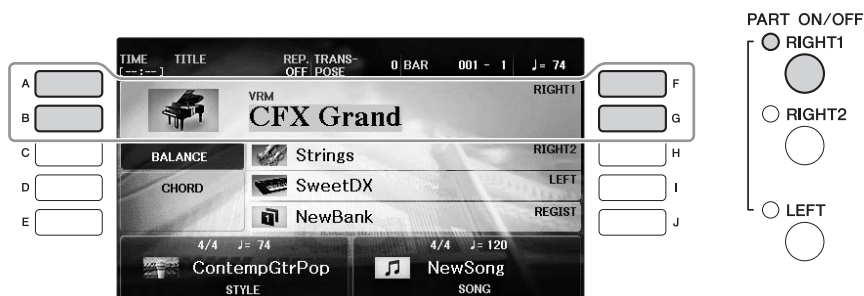 PART ON/OFF
RIGHT1
RIGHT2
LEFT
TIME TITLE REP. TRANS- 0 BAR 001 - 1 ♩= 74
[--:--] OFF POSE
A
B
C
D
E
F
G
H
I
J
VRM RIGHT1
CFX Grand
BALANCE Strings RIGHT2
CHORD SweetDX LEFT
NewBank REGIST
4/4 ♩= 74 4/4 ♩= 120
ContempGtrPop NewSong
STYLE SONG